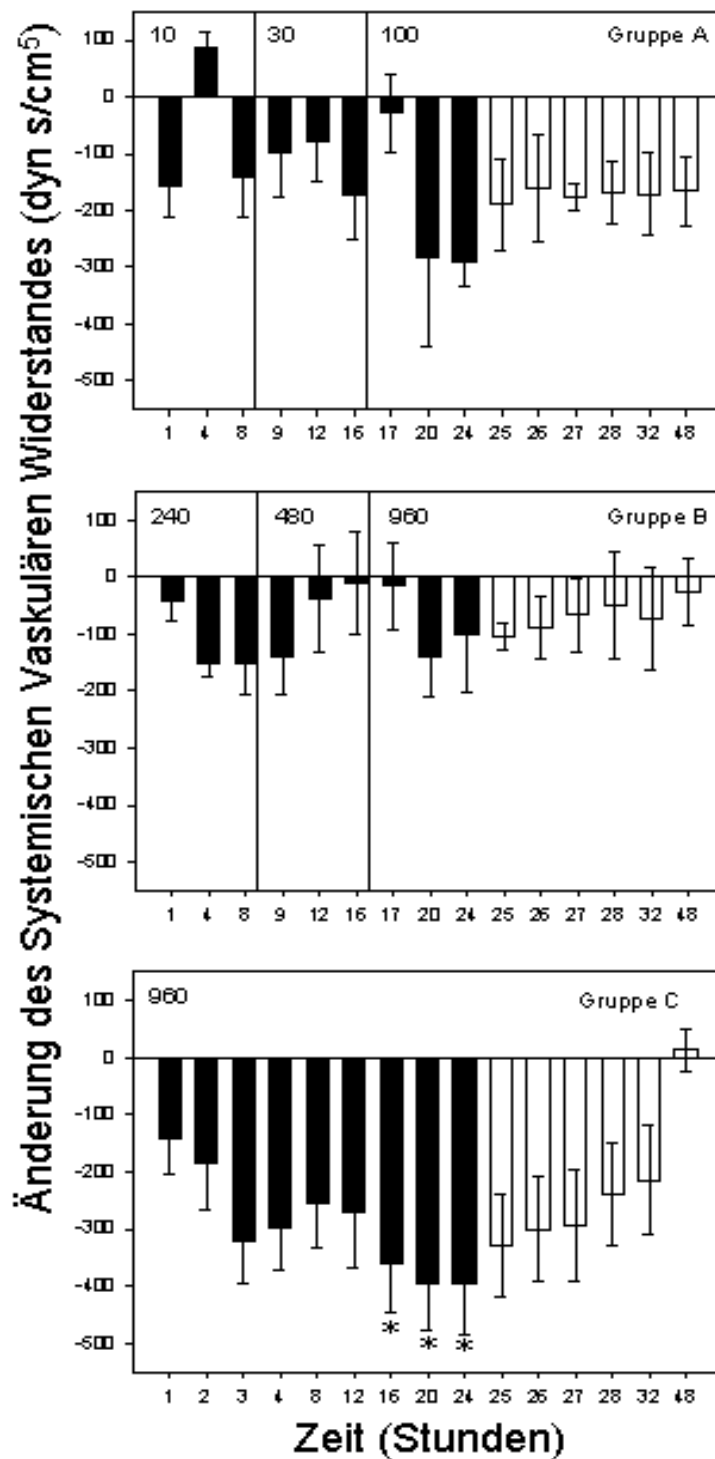 Änderung des Systemischen Vaskulären Widerstandes (dyn s/cm⁵)
10 30 100 Gruppe A
100
0
-100
-200
-300
-400
-500
1 4 8 9 12 16 17 20 24 25 26 27 28 32 48
240 480 960 Gruppe B
100
0
-100
-200
-300
-400
-500
1 4 8 9 12 16 17 20 24 25 26 27 28 32 48
960 Gruppe C
100
0
-100
-200
-300
-400
-500
* * *
1 2 3 4 8 12 16 20 24 25 26 27 28 32 48
Zeit (Stunden)